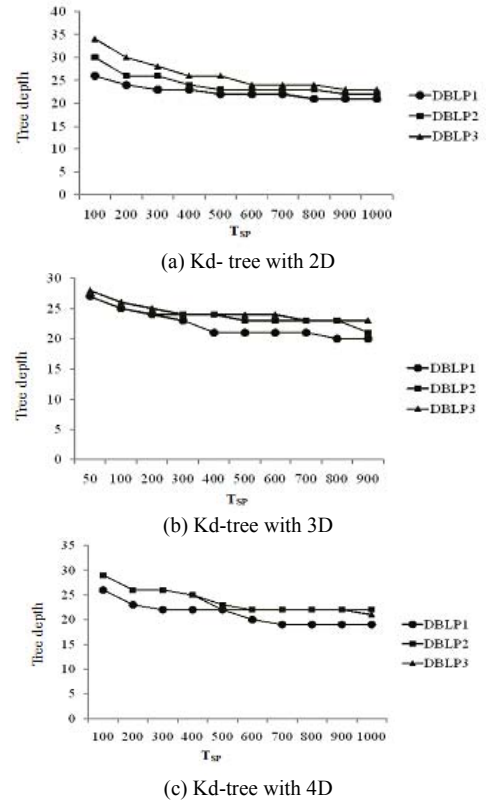 40
35
30
25
20
15
10
5
0
Tree depth
100 200 300 400 500 600 700 800 900 1000
TSP
DBLP1
DBLP2
DBLP3
(a) Kd- tree with 2D
30
25
20
15
10
5
0
Tree depth
50 100 200 300 400 500 600 700 800 900
TSP
DBLP1
DBLP2
DBLP3
(b) Kd-tree with 3D
35
30
25
20
15
10
5
0
Tree depth
100 200 300 400 500 600 700 800 900 1000
TSP
DBLP1
DBLP2
DBLP3
(c) Kd-tree with 4D